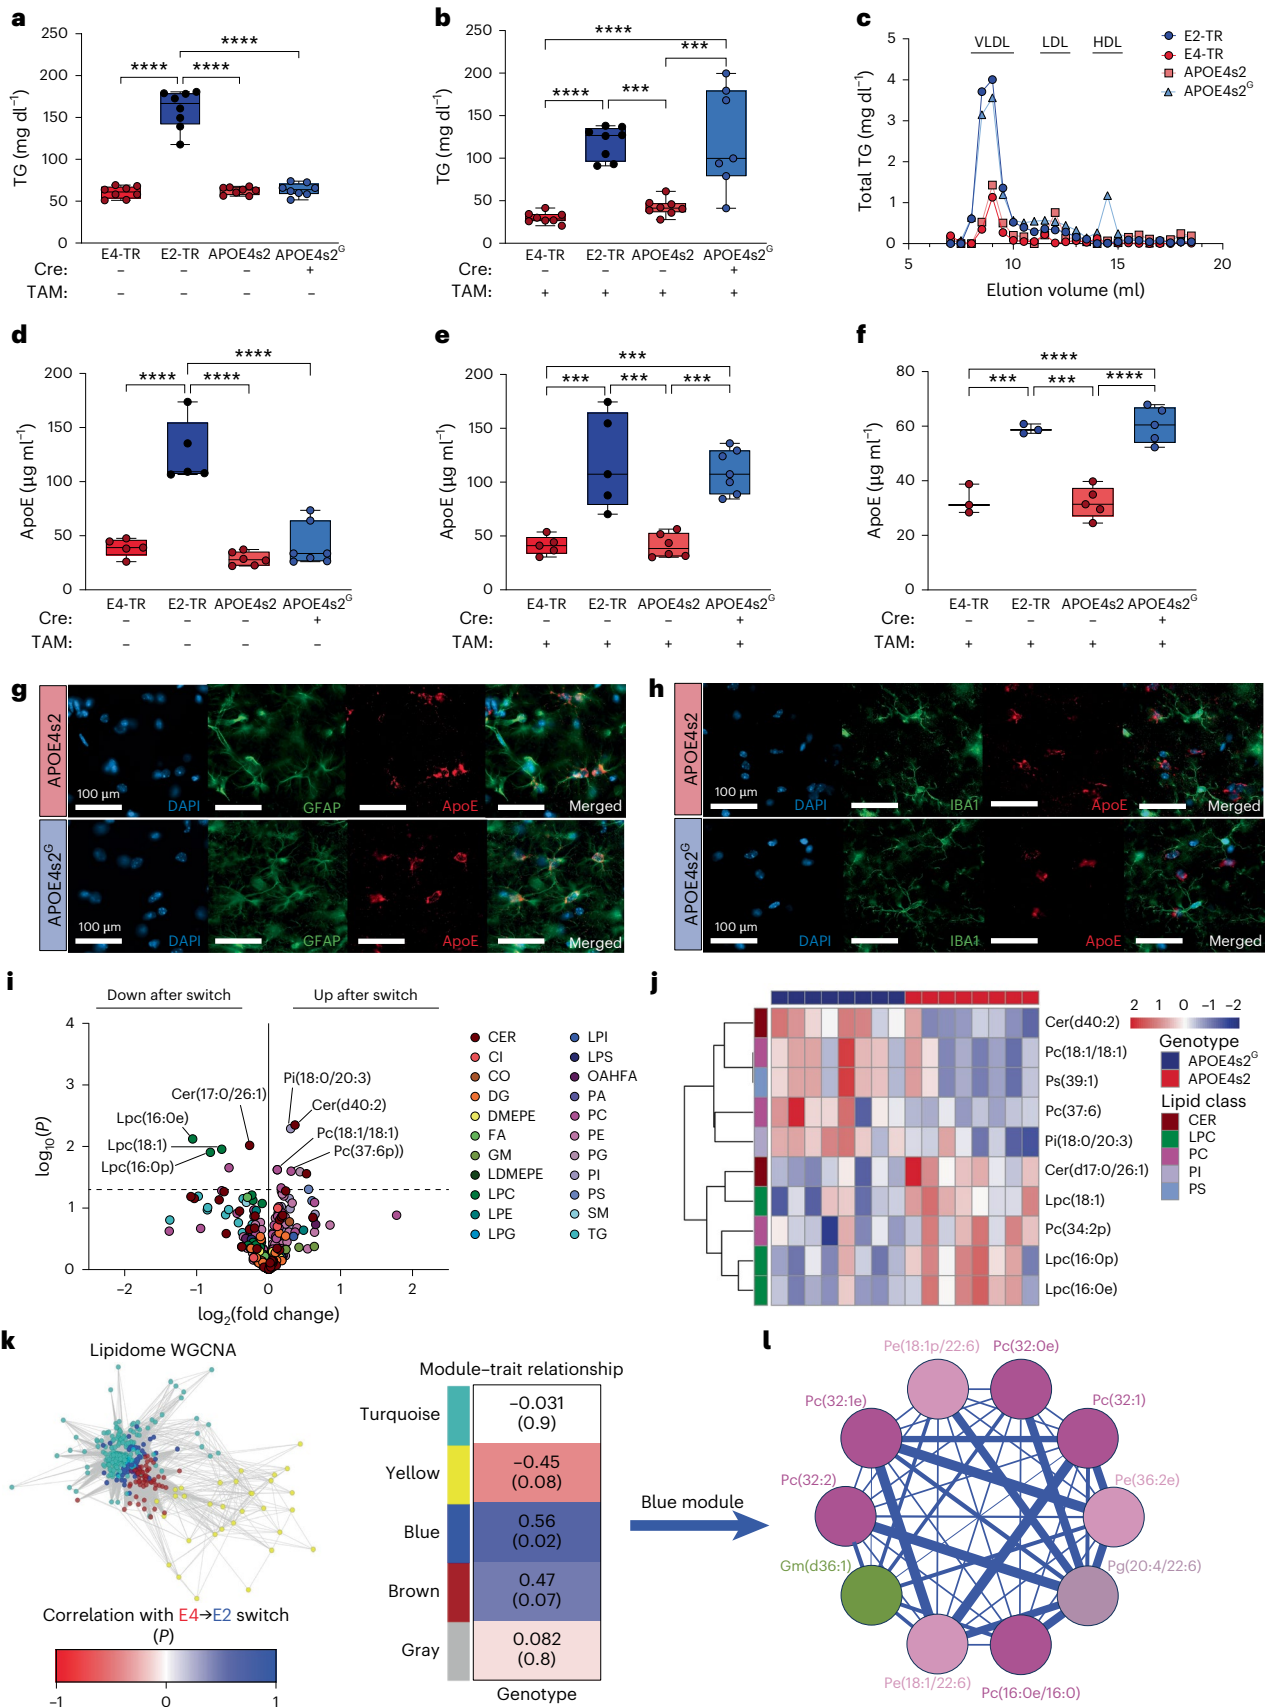 a
250
200
150
100
50
0
TG (mg dl⁻¹)
****
**** ****
E4-TR E2-TR APOE4s2 APOE4s2ᴳ
Cre: – – – +
TAM: – – – –
b
250
200
150
100
50
0
TG (mg dl⁻¹)
****
***
**** ***
E4-TR E2-TR APOE4s2 APOE4s2ᴳ
Cre: – – – +
TAM: + + + +
c
5
4
3
2
1
0
Total TG (mg dl⁻¹)
VLDL LDL HDL
E2-TR
E4-TR
APOE4s2
APOE4s2ᴳ
5 10 15 20
Elution volume (ml)
d
200
150
100
50
0
ApoE (µg ml⁻¹)
****
**** ****
E4-TR E2-TR APOE4s2 APOE4s2ᴳ
Cre: – – – +
TAM: – – – –
e
200
150
100
50
0
ApoE (µg ml⁻¹)
***
*** *** ***
E4-TR E2-TR APOE4s2 APOE4s2ᴳ
Cre: – – – +
TAM: + + + +
f
80
60
40
20
0
ApoE (µg ml⁻¹)
****
*** *** ****
E4-TR E2-TR APOE4s2 APOE4s2ᴳ
Cre: – – – +
TAM: + + + +
g
APOE4s2
100 µm
DAPI GFAP ApoE Merged
APOE4s2ᴳ
100 µm
DAPI GFAP ApoE Merged
h
APOE4s2
100 µm
DAPI IBA1 ApoE Merged
APOE4s2ᴳ
100 µm
DAPI IBA1 ApoE Merged
i
Down after switch Up after switch
4
3
2
1
0
log₁₀(P)
Pi(18:0/20:3)
Cer(17:0/26:1)
Cer(d40:2)
Lpc(16:0e)
Pc(18:1/18:1)
Lpc(18:1)
Pc(37:6p))
Lpc(16:0p)
–2 –1 0 1 2
log₂(fold change)
CER
CI
CO
DG
DMEPE
FA
GM
LDMEPE
LPC
LPE
LPG
LPI
LPS
OAHFA
PA
PC
PE
PG
PI
PS
SM
TG
j
Cer(d40:2)
Pc(18:1/18:1)
Ps(39:1)
Pc(37:6)
Pi(18:0/20:3)
Cer(d17:0/26:1)
Lpc(18:1)
Pc(34:2p)
Lpc(16:0p)
Lpc(16:0e)
2 1 0 –1 –2
Genotype
APOE4s2ᴳ
APOE4s2
Lipid class
CER
LPC
PC
PI
PS
k
Lipidome WGCNA
Correlation with E4→E2 switch
(P)
–1 0 1
Module–trait relationship
Turquoise –0.031
(0.9)
Yellow –0.45
(0.08)
Blue 0.56
(0.02)
Brown 0.47
(0.07)
Gray 0.082
(0.8)
Genotype
Blue module
l
Pe(18:1p/22:6) Pc(32:0e)
Pc(32:1e) Pc(32:1)
Pc(32:2) Pe(36:2e)
Gm(d36:1) Pg(20:4/22:6)
Pe(18:1/22:6) Pc(16:0e/16:0)